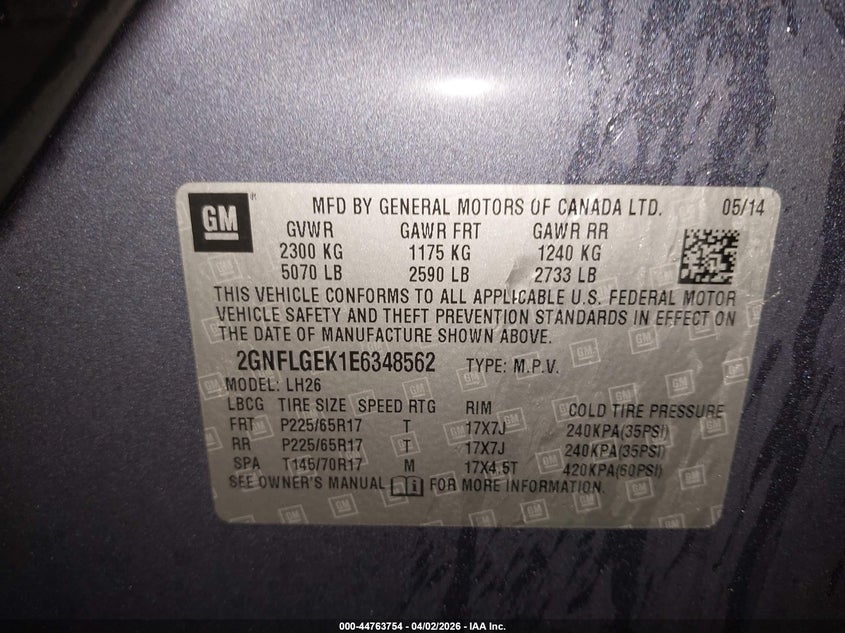 GM
MFD BY GENERAL MOTORS OF CANADA LTD. 05/14
GVWR GAWR FRT GAWR RR
2300 KG 1175 KG 1240 KG
5070 LB 2590 LB 2733 LB
THIS VEHICLE CONFORMS TO ALL APPLICABLE U.S. FEDERAL MOTOR
VEHICLE SAFETY AND THEFT PREVENTION STANDARDS IN EFFECT ON
THE DATE OF MANUFACTURE SHOWN ABOVE.
2GNFLGEK1E6348562 TYPE: M.P.V.
MODEL: LH26
LBCG TIRE SIZE SPEED RTG RIM COLD TIRE PRESSURE
FRT P225/65R17 T 17X7J 240KPA(35PSI)
RR P225/65R17 T 17X7J 240KPA(35PSI)
SPA T145/70R17 M 17X4.5T 420KPA(60PSI)
SEE OWNER'S MANUAL i FOR MORE INFORMATION.
000-44763754 - 04/02/2026 - IAA Inc.